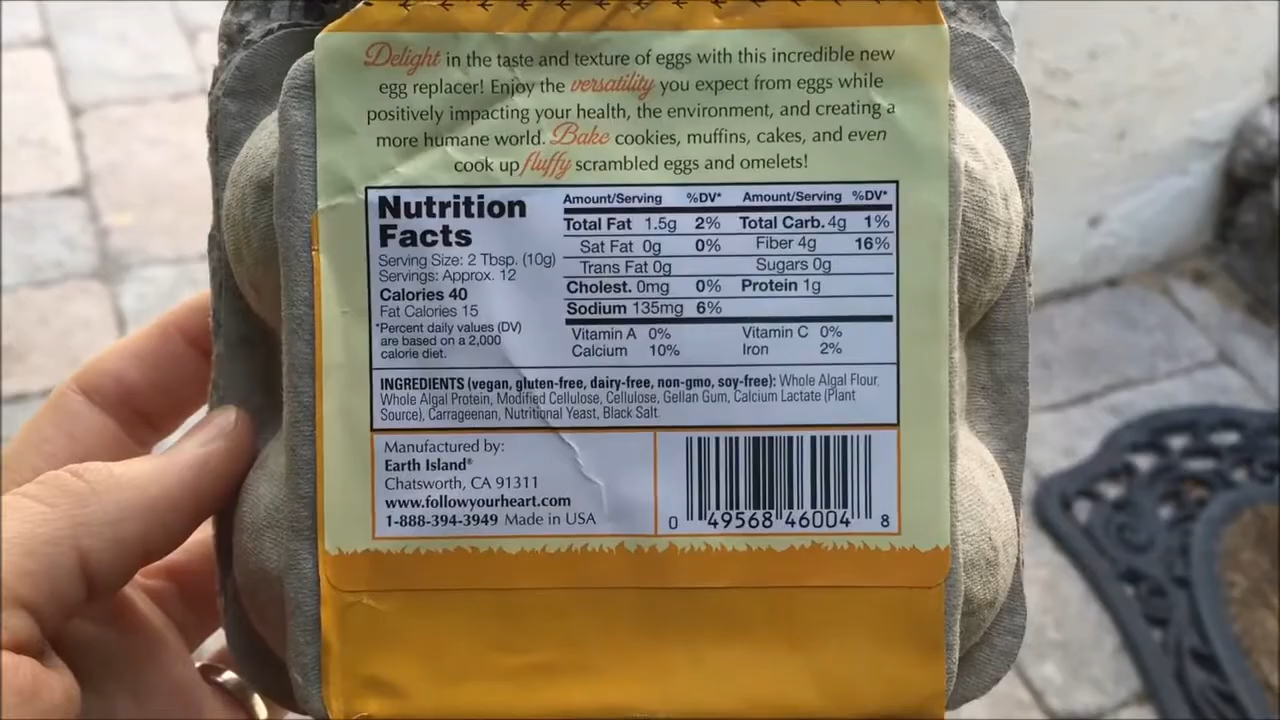 Delight in the taste and texture of eggs with this incredible new
egg replacer! Enjoy the versatility you expect from eggs while
positively impacting your health, the environment, and creating a
more humane world. Bake cookies, muffins, cakes, and even
cook up fluffy scrambled eggs and omelets!
Nutrition
Facts
Serving Size: 2 Tbsp. (10g)
Servings: Approx. 12
Calories 40
Fat Calories 15
*Percent daily values (DV)
are based on a 2,000
calorie diet.
Amount/Serving %DV*
Total Fat 1.5g 2%
Sat Fat 0g 0%
Trans Fat 0g
Cholest. 0mg 0%
Sodium 135mg 6%
Amount/Serving %DV*
Total Carb. 4g 1%
Fiber 4g 16%
Sugars 0g
Protein 1g
Vitamin A 0% Vitamin C 0%
Calcium 10% Iron 2%
INGREDIENTS (vegan, gluten-free, dairy-free, non-gmo, soy-free): Whole Algal Flour,
Whole Algal Protein, Modified Cellulose, Cellulose, Gellan Gum, Calcium Lactate (Plant
Source), Carrageenan, Nutritional Yeast, Black Salt.
Manufactured by:
Earth Island®
Chatsworth, CA 91311
www.followyourheart.com
1-888-394-3949 Made in USA
0 49568 46004 8